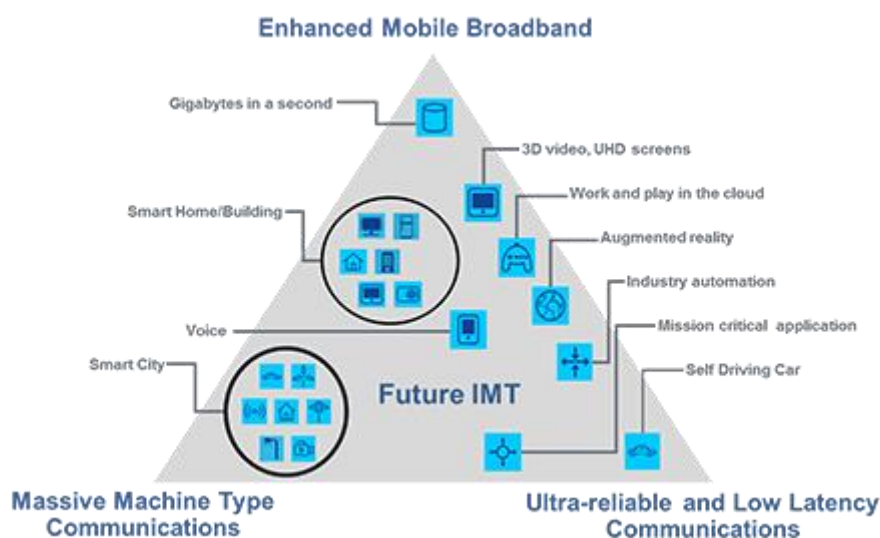 Enhanced Mobile Broadband
Gigabytes in a second
3D video, UHD screens
Work and play in the cloud
Smart Home/Building
Augmented reality
Industry automation
Voice
Mission critical application
Smart City
Self Driving Car
Future IMT
Massive Machine Type
Communications
Ultra-reliable and Low Latency
Communications